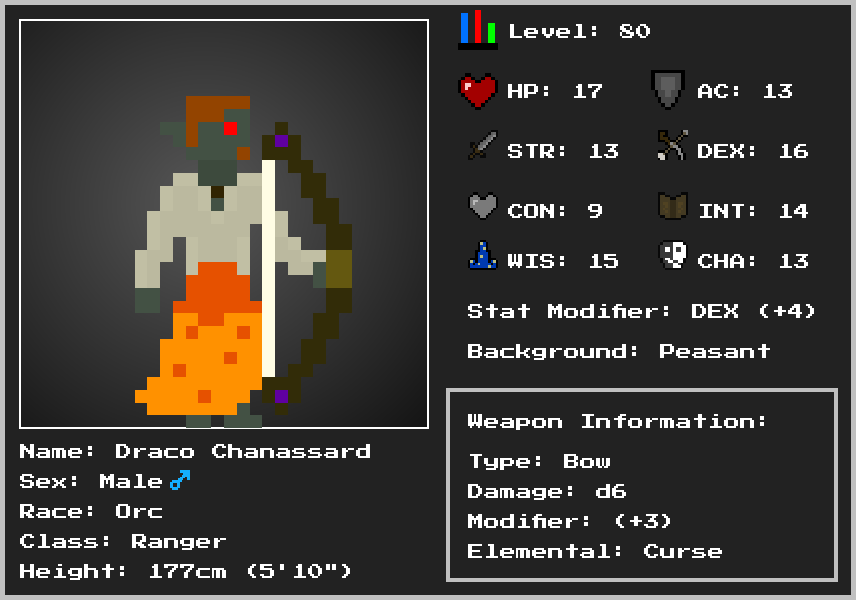 Level: 80
HP: 17
AC: 13
STR: 13
DEX: 16
CON: 9
INT: 14
WIS: 15
CHA: 13
Stat Modifier: DEX (+4)
Background: Peasant
Weapon Information:
Type: Bow
Damage: d6
Modifier: (+3)
Elemental: Curse
Name: Draco Chanassard
Sex: Male ♂
Race: Orc
Class: Ranger
Height: 177cm (5'10")